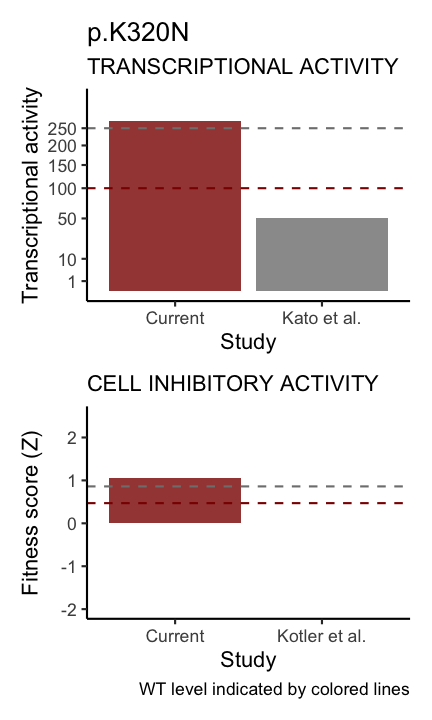 p.K320N
TRANSCRIPTIONAL ACTIVITY
Transcriptional activity
250
200
150
100
50
10
1
Current
Kato et al.
Study
CELL INHIBITORY ACTIVITY
Fitness score (Z)
2
1
0
-1
-2
Current
Kotler et al.
Study
WT level indicated by colored lines